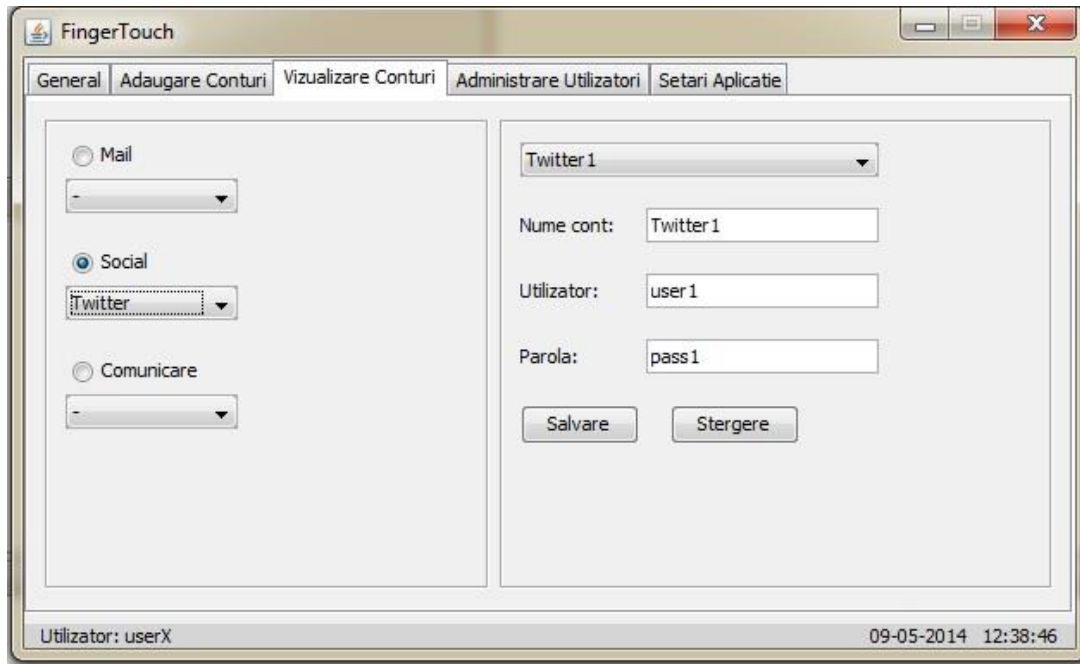 FingerTouch
General Adaugare Conturi Vizualizare Conturi Administrare Utilizatori Setari Aplicatie
Mail
-
Social
Twitter
Comunicare
-
Twitter1
Nume cont: Twitter1
Utilizator: user1
Parola: pass1
Salvare Stergere
Utilizator: userX 09-05-2014 12:38:46